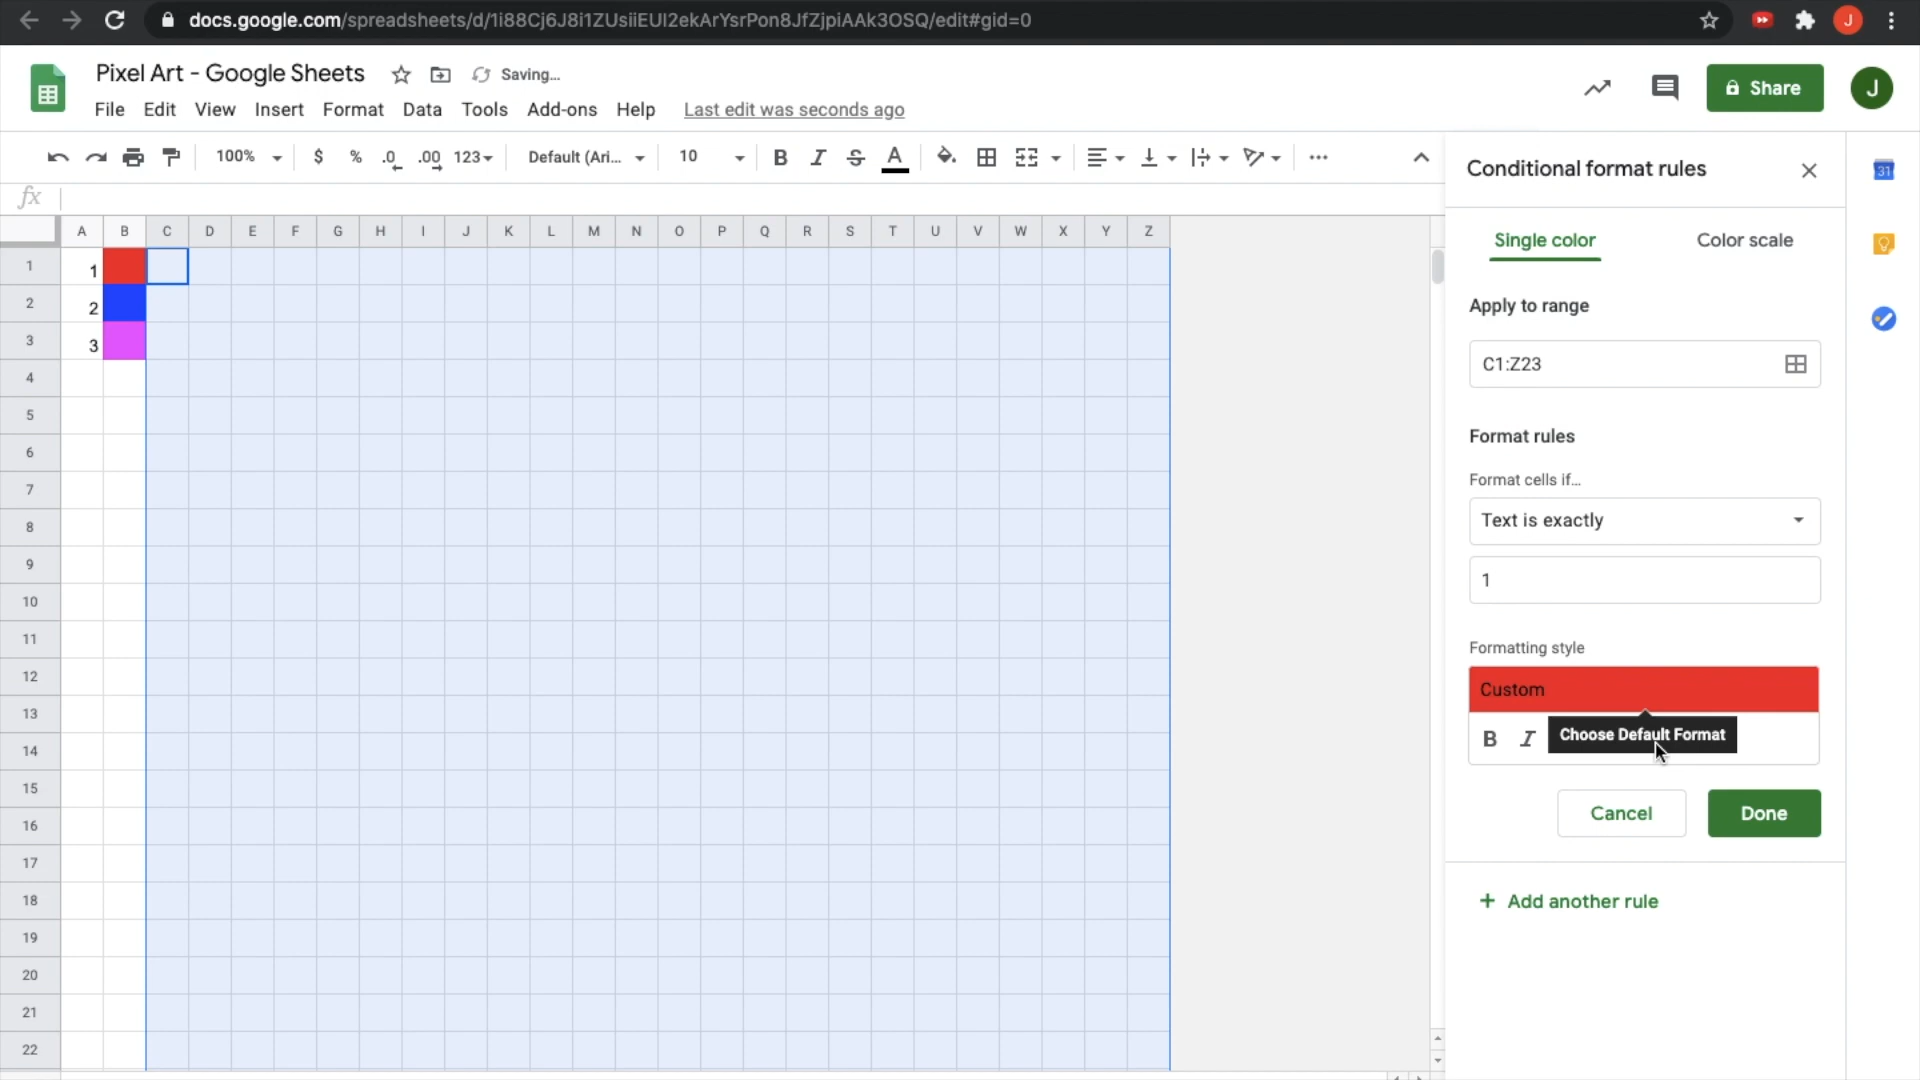 docs.google.com/spreadsheets/d/1i88Cj6J8i1ZUsiiEUI2ekArYsrPon8JfZjpiAAk3OSQ/edit#gid=0
J
Pixel Art - Google Sheets
Saving...
File Edit View Insert Format Data Tools Add-ons Help Last edit was seconds ago
Share
J
100% $ % .0 .00 123 Default (Ari... 10 B I S A
fx
A B C D E F G H I J K L M N O P Q R S T U V W X Y Z
1 1
2 2
3 3
4
5
6
7
8
9
10
11
12
13
14
15
16
17
18
19
20
21
22
Conditional format rules
Single color Color scale
Apply to range
C1:Z23
Format rules
Format cells if...
Text is exactly
1
Formatting style
Custom
B I
Choose Default Format
Cancel Done
+ Add another rule
31